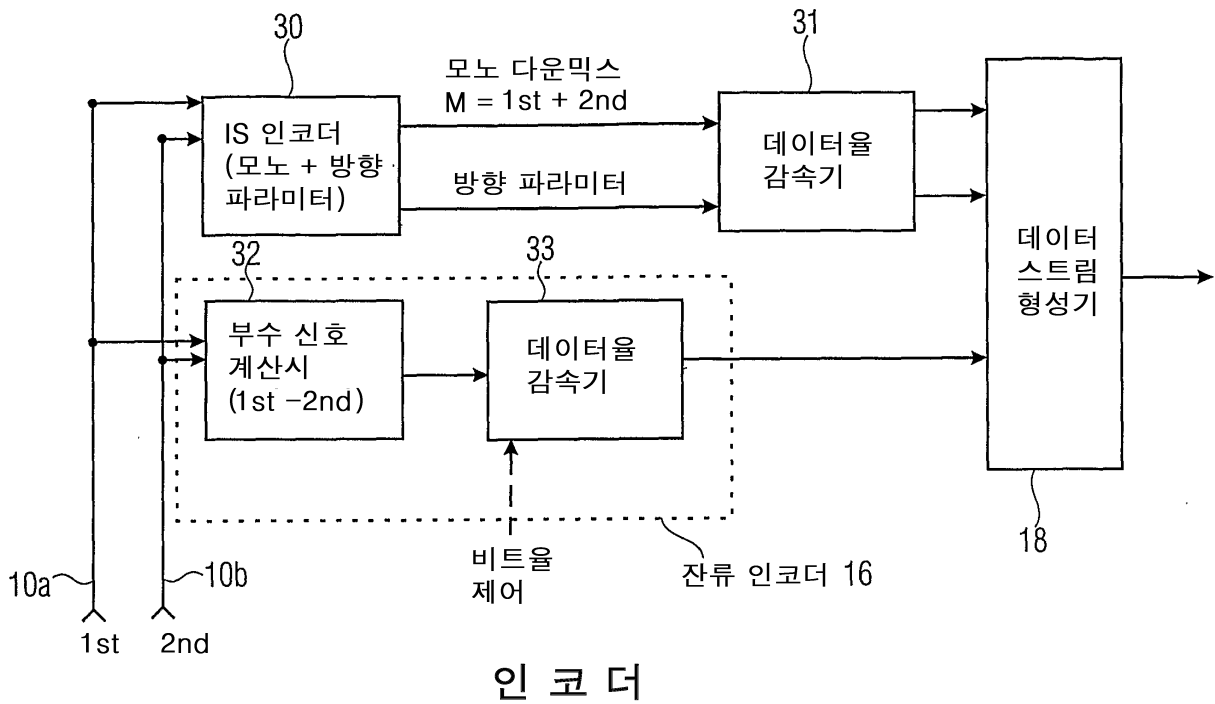 30
31
모노 다운믹스
M = 1st + 2nd
IS 인코더
(모노 + 방향
파라미터)
방향 파라미터
데이터율
감속기
데이터
스트림
형성기
32
33
부수 신호
계산시
(1st -2nd)
데이터율
감속기
18
비트율
제어
잔류 인코더 16
10a
10b
1st
2nd
인 코 더